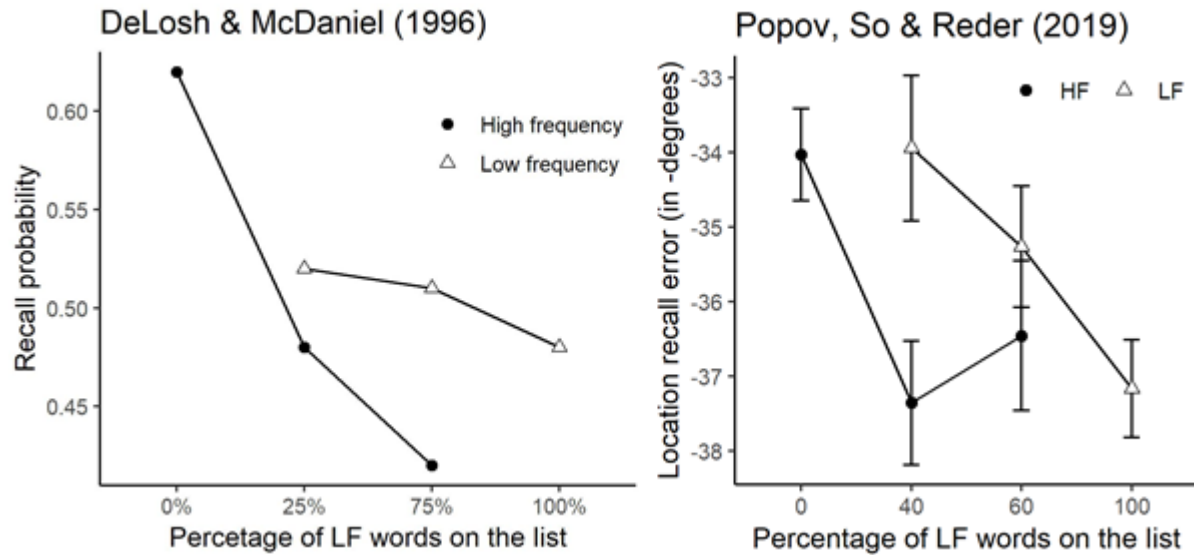 DeLosh & McDaniel (1996)
Recall probability
0.60
0.55
0.50
0.45
High frequency
Low frequency
0%
25%
75%
100%
Percetage of LF words on the list
Popov, So & Reder (2019)
Location recall error (in -degrees)
-33
-34
-35
-36
-37
-38
HF
LF
0
40
60
100
Percentage of LF words on the list